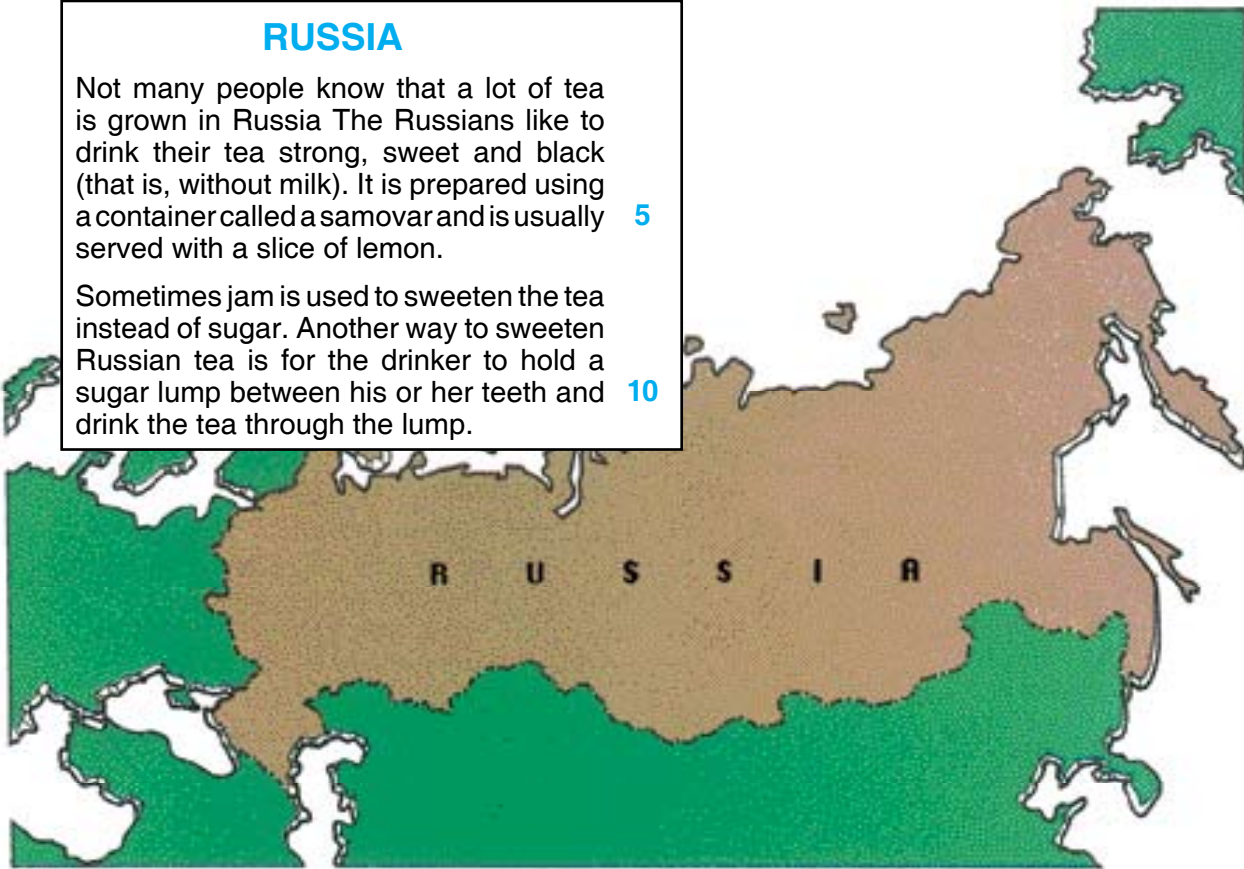 RUSSIA
Not many people know that a lot of tea
is grown in Russia The Russians like to
drink their tea strong, sweet and black
(that is, without milk). It is prepared using
a container called a samovar and is usually 5
served with a slice of lemon.
Sometimes jam is used to sweeten the tea
instead of sugar. Another way to sweeten
Russian tea is for the drinker to hold a
sugar lump between his or her teeth and 10
drink the tea through the lump.
RUSSIA